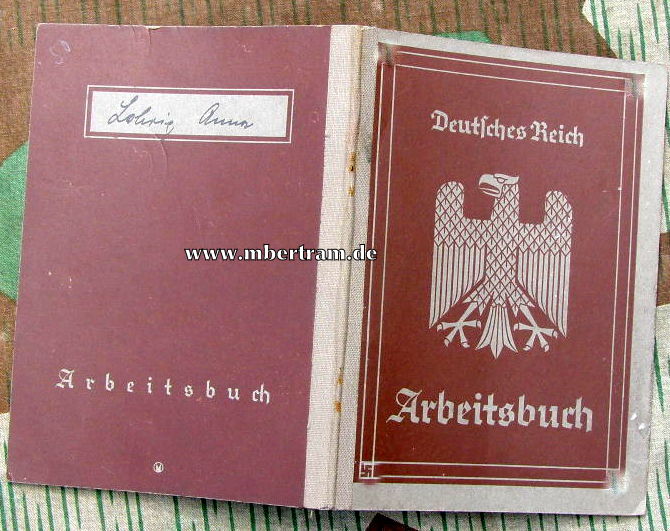 Lohrig Anna
Arbeitsbuch
Deutsches Reich
Arbeitsbuch
www.mbertram.de